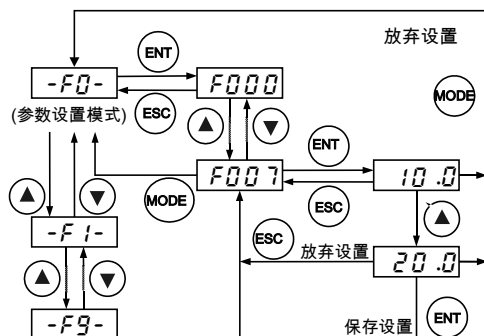 放弃设置
ENT
-F0-
F000
(参数设置模式)
ESC
MODE
▲
▼
ENT
F007
10.0
MODE
ESC
▲
▼
▲
-F1-
ESC
放弃设置
20.0
▲
▼
保存设置
ENT
-F9-